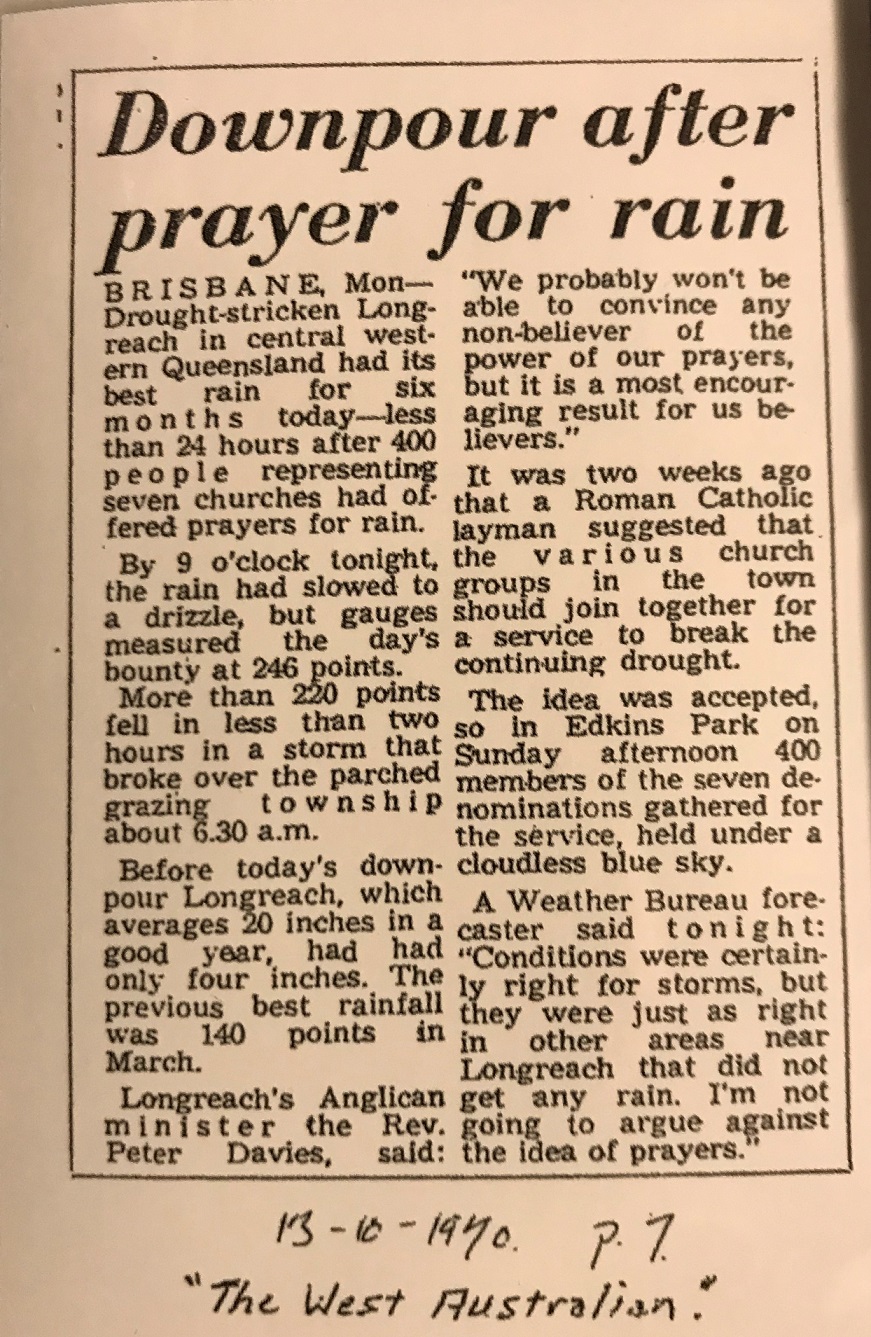 Downpour after
prayer for rain
BRISBANE, Mon—
Drought-stricken Long-
reach in central west-
ern Queensland had its
best rain for six
months today—less
than 24 hours after 400
people representing
seven churches had of-
fered prayers for rain.
By 9 o'clock tonight,
the rain had slowed to
a drizzle, but gauges
measured the day's
bounty at 246 points.
More than 220 points
fell in less than two
hours in a storm that
broke over the parched
grazing township
about 6.30 a.m.
Before today's down-
pour Longreach, which
averages 20 inches in a
good year, had had
only four inches. The
previous best rainfall
was 140 points in
March.
Longreach's Anglican
minister the Rev.
Peter Davies, said:
"We probably won't be
able to convince any
non-believer of the
power of our prayers,
but it is a most encour-
aging result for us be-
lievers."
It was two weeks ago
that a Roman Catholic
layman suggested that
the various church
groups in the town
should join together for
a service to break the
continuing drought.
The idea was accepted,
so in Edkins Park on
Sunday afternoon 400
members of the seven de-
nominations gathered for
the service, held under a
cloudless blue sky.
A Weather Bureau fore-
caster said tonight:
"Conditions were certain-
ly right for storms, but
they were just as right
in other areas near
Longreach that did not
get any rain. I'm not
going to argue against
the idea of prayers."
13-10-1970. p. 7.
"The West Australian."